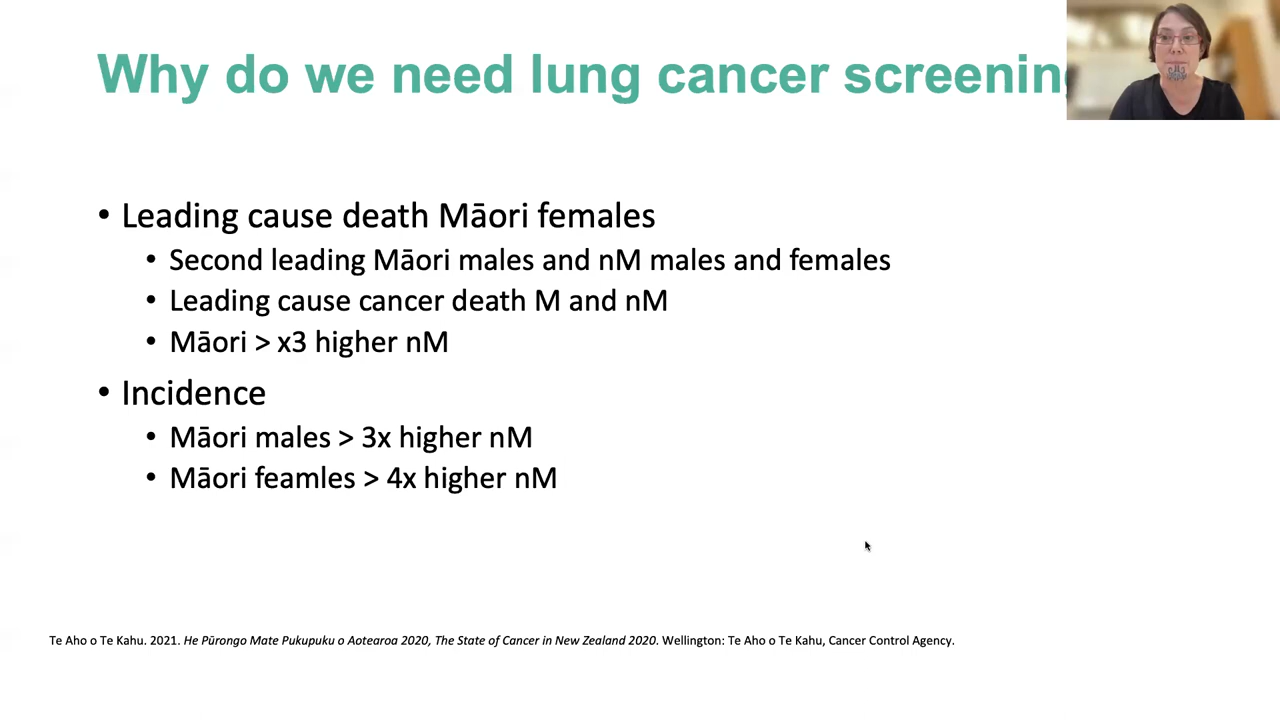 Why do we need lung cancer screening
• Leading cause death Māori females
• Second leading Māori males and nM males and females
• Leading cause cancer death M and nM
• Māori > x3 higher nM
• Incidence
• Māori males > 3x higher nM
• Māori feamles > 4x higher nM
Te Aho o Te Kahu. 2021. He Pūrongo Mate Pukupuku o Aotearoa 2020, The State of Cancer in New Zealand 2020. Wellington: Te Aho o Te Kahu, Cancer Control Agency.